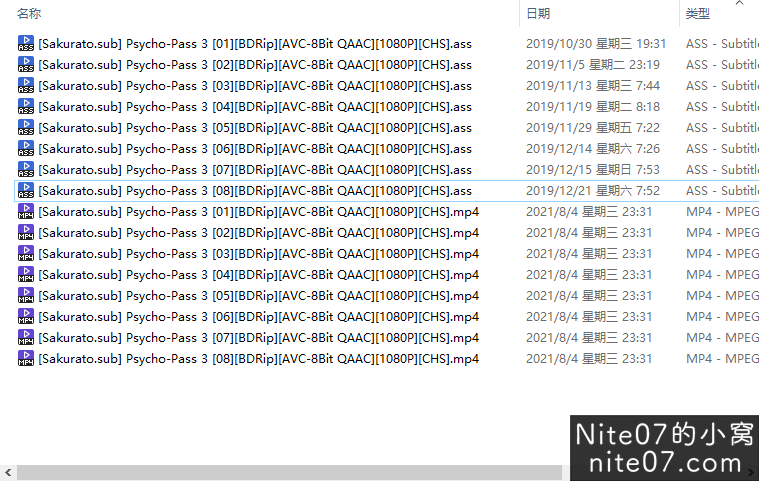 名称 日期 类型
[Sakurato.sub] Psycho-Pass 3 [01][BDRip][AVC-8Bit QAAC][1080P][CHS].ass 2019/10/30 星期三 19:31 ASS - Subtitle
[Sakurato.sub] Psycho-Pass 3 [02][BDRip][AVC-8Bit QAAC][1080P][CHS].ass 2019/11/5 星期二 23:19 ASS - Subtitle
[Sakurato.sub] Psycho-Pass 3 [03][BDRip][AVC-8Bit QAAC][1080P][CHS].ass 2019/11/13 星期三 7:44 ASS - Subtitle
[Sakurato.sub] Psycho-Pass 3 [04][BDRip][AVC-8Bit QAAC][1080P][CHS].ass 2019/11/19 星期二 8:18 ASS - Subtitle
[Sakurato.sub] Psycho-Pass 3 [05][BDRip][AVC-8Bit QAAC][1080P][CHS].ass 2019/11/29 星期五 7:22 ASS - Subtitle
[Sakurato.sub] Psycho-Pass 3 [06][BDRip][AVC-8Bit QAAC][1080P][CHS].ass 2019/12/14 星期六 7:26 ASS - Subtitle
[Sakurato.sub] Psycho-Pass 3 [07][BDRip][AVC-8Bit QAAC][1080P][CHS].ass 2019/12/15 星期日 7:53 ASS - Subtitle
[Sakurato.sub] Psycho-Pass 3 [08][BDRip][AVC-8Bit QAAC][1080P][CHS].ass 2019/12/21 星期六 7:52 ASS - Subtitle
[Sakurato.sub] Psycho-Pass 3 [01][BDRip][AVC-8Bit QAAC][1080P][CHS].mp4 2021/8/4 星期三 23:31 MP4 - MPEG
[Sakurato.sub] Psycho-Pass 3 [02][BDRip][AVC-8Bit QAAC][1080P][CHS].mp4 2021/8/4 星期三 23:31 MP4 - MPEG
[Sakurato.sub] Psycho-Pass 3 [03][BDRip][AVC-8Bit QAAC][1080P][CHS].mp4 2021/8/4 星期三 23:31 MP4 - MPEG
[Sakurato.sub] Psycho-Pass 3 [04][BDRip][AVC-8Bit QAAC][1080P][CHS].mp4 2021/8/4 星期三 23:31 MP4 - MPEG
[Sakurato.sub] Psycho-Pass 3 [05][BDRip][AVC-8Bit QAAC][1080P][CHS].mp4 2021/8/4 星期三 23:31 MP4 - MPEG
[Sakurato.sub] Psycho-Pass 3 [06][BDRip][AVC-8Bit QAAC][1080P][CHS].mp4 2021/8/4 星期三 23:31 MP4 - MPEG
[Sakurato.sub] Psycho-Pass 3 [07][BDRip][AVC-8Bit QAAC][1080P][CHS].mp4 2021/8/4 星期三 23:31 MP4 - MPEG
[Sakurato.sub] Psycho-Pass 3 [08][BDRip][AVC-8Bit QAAC][1080P][CHS].mp4 2021/8/4 星期三 23:31 MP4 - MPEG
Nite07的小窝
nite07.com